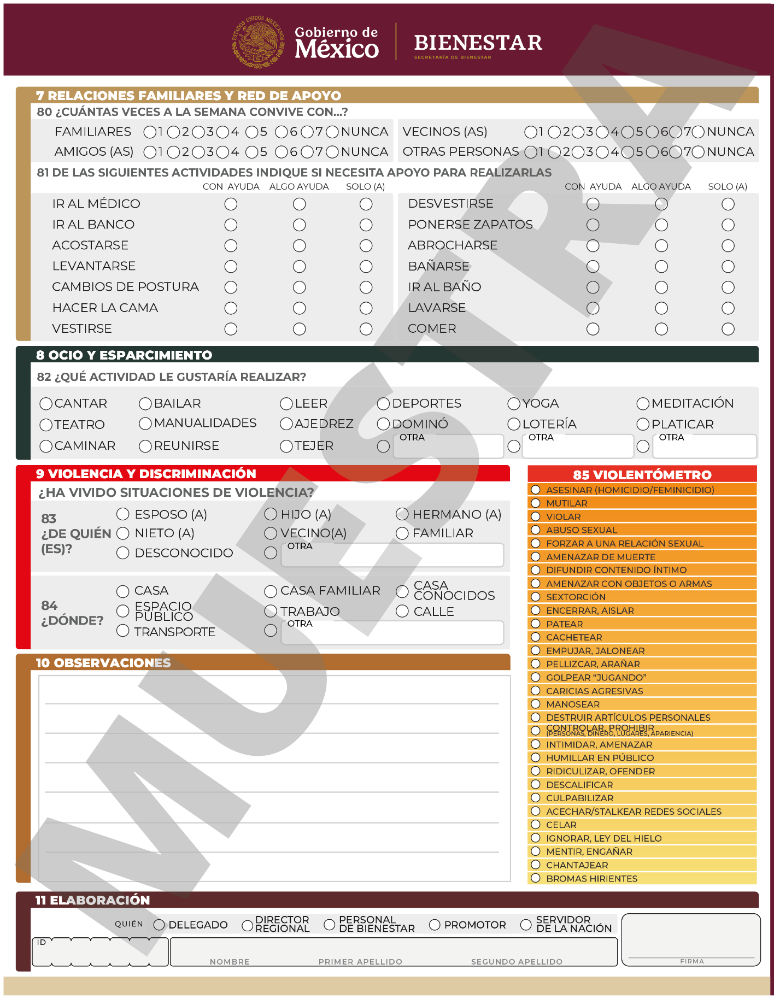 ESTADOS UNIDOS MEXICANOS
Gobierno de
México
BIENESTAR
SECRETARÍA DE BIENESTAR
7 RELACIONES FAMILIARES Y RED DE APOYO
80 ¿CUÁNTAS VECES A LA SEMANA CONVIVE CON...?
FAMILIARES 1 2 3 4 5 6 7 NUNCA
AMIGOS (AS) 1 2 3 4 5 6 7 NUNCA
VECINOS (AS) 1 2 3 4 5 6 7 NUNCA
OTRAS PERSONAS 1 2 3 4 5 6 7 NUNCA
81 DE LAS SIGUIENTES ACTIVIDADES INDIQUE SI NECESITA APOYO PARA REALIZARLAS
CON AYUDA ALGO AYUDA SOLO (A)
IR AL MÉDICO
IR AL BANCO
ACOSTARSE
LEVANTARSE
CAMBIOS DE POSTURA
HACER LA CAMA
VESTIRSE
CON AYUDA ALGO AYUDA SOLO (A)
DESVESTIRSE
PONERSE ZAPATOS
ABROCHARSE
BAÑARSE
IR AL BAÑO
LAVARSE
COMER
8 OCIO Y ESPARCIMIENTO
82 ¿QUÉ ACTIVIDAD LE GUSTARÍA REALIZAR?
CANTAR BAILAR LEER DEPORTES YOGA MEDITACIÓN
TEATRO MANUALIDADES AJEDREZ DOMINÓ LOTERÍA PLATICAR
CAMINAR REUNIRSE TEJER OTRA OTRA OTRA
9 VIOLENCIA Y DISCRIMINACIÓN
¿HA VIVIDO SITUACIONES DE VIOLENCIA?
83
¿DE QUIÉN
(ES)?
ESPOSO (A) HIJO (A) HERMANO (A)
NIETO (A) VECINO(A) FAMILIAR
DESCONOCIDO OTRA
84
¿DÓNDE?
CASA CASA FAMILIAR CASA
CONOCIDOS
ESPACIO
PÚBLICO TRABAJO CALLE
TRANSPORTE OTRA
85 VIOLENTÓMETRO
ASESINAR (HOMICIDIO/FEMINICIDIO)
MUTILAR
VIOLAR
ABUSO SEXUAL
FORZAR A UNA RELACIÓN SEXUAL
AMENAZAR DE MUERTE
DIFUNDIR CONTENIDO ÍNTIMO
AMENAZAR CON OBJETOS O ARMAS
SEXTORCIÓN
ENCERRAR, AISLAR
PATEAR
CACHETEAR
EMPUJAR, JALONEAR
PELLIZCAR, ARAÑAR
GOLPEAR “JUGANDO”
CARICIAS AGRESIVAS
MANOSEAR
DESTRUIR ARTÍCULOS PERSONALES
CONTROLAR, PROHIBIR
(PERSONAS, DINERO, LUGARES, APARIENCIA)
INTIMIDAR, AMENAZAR
HUMILLAR EN PÚBLICO
RIDICULIZAR, OFENDER
DESCALIFICAR
CULPABILIZAR
ACECHAR/STALKEAR REDES SOCIALES
CELAR
IGNORAR, LEY DEL HIELO
MENTIR, ENGAÑAR
CHANTAJEAR
BROMAS HIRIENTES
10 OBSERVACIONES
11 ELABORACIÓN
QUIÉN DELEGADO DIRECTOR
REGIONAL PERSONAL
DE BIENESTAR PROMOTOR SERVIDOR
DE LA NACIÓN
ID
NOMBRE PRIMER APELLIDO SEGUNDO APELLIDO
FIRMA
MUESTRA